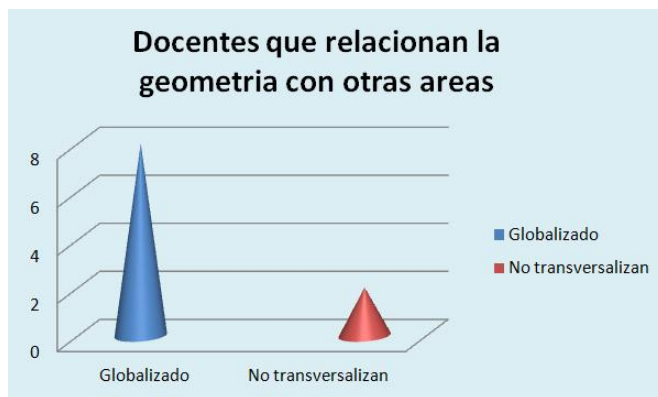 Docentes que relacionan la
geometria con otras areas
8
6
4
2
0
Globalizado
No transversalizan
Globalizado
No transversalizan